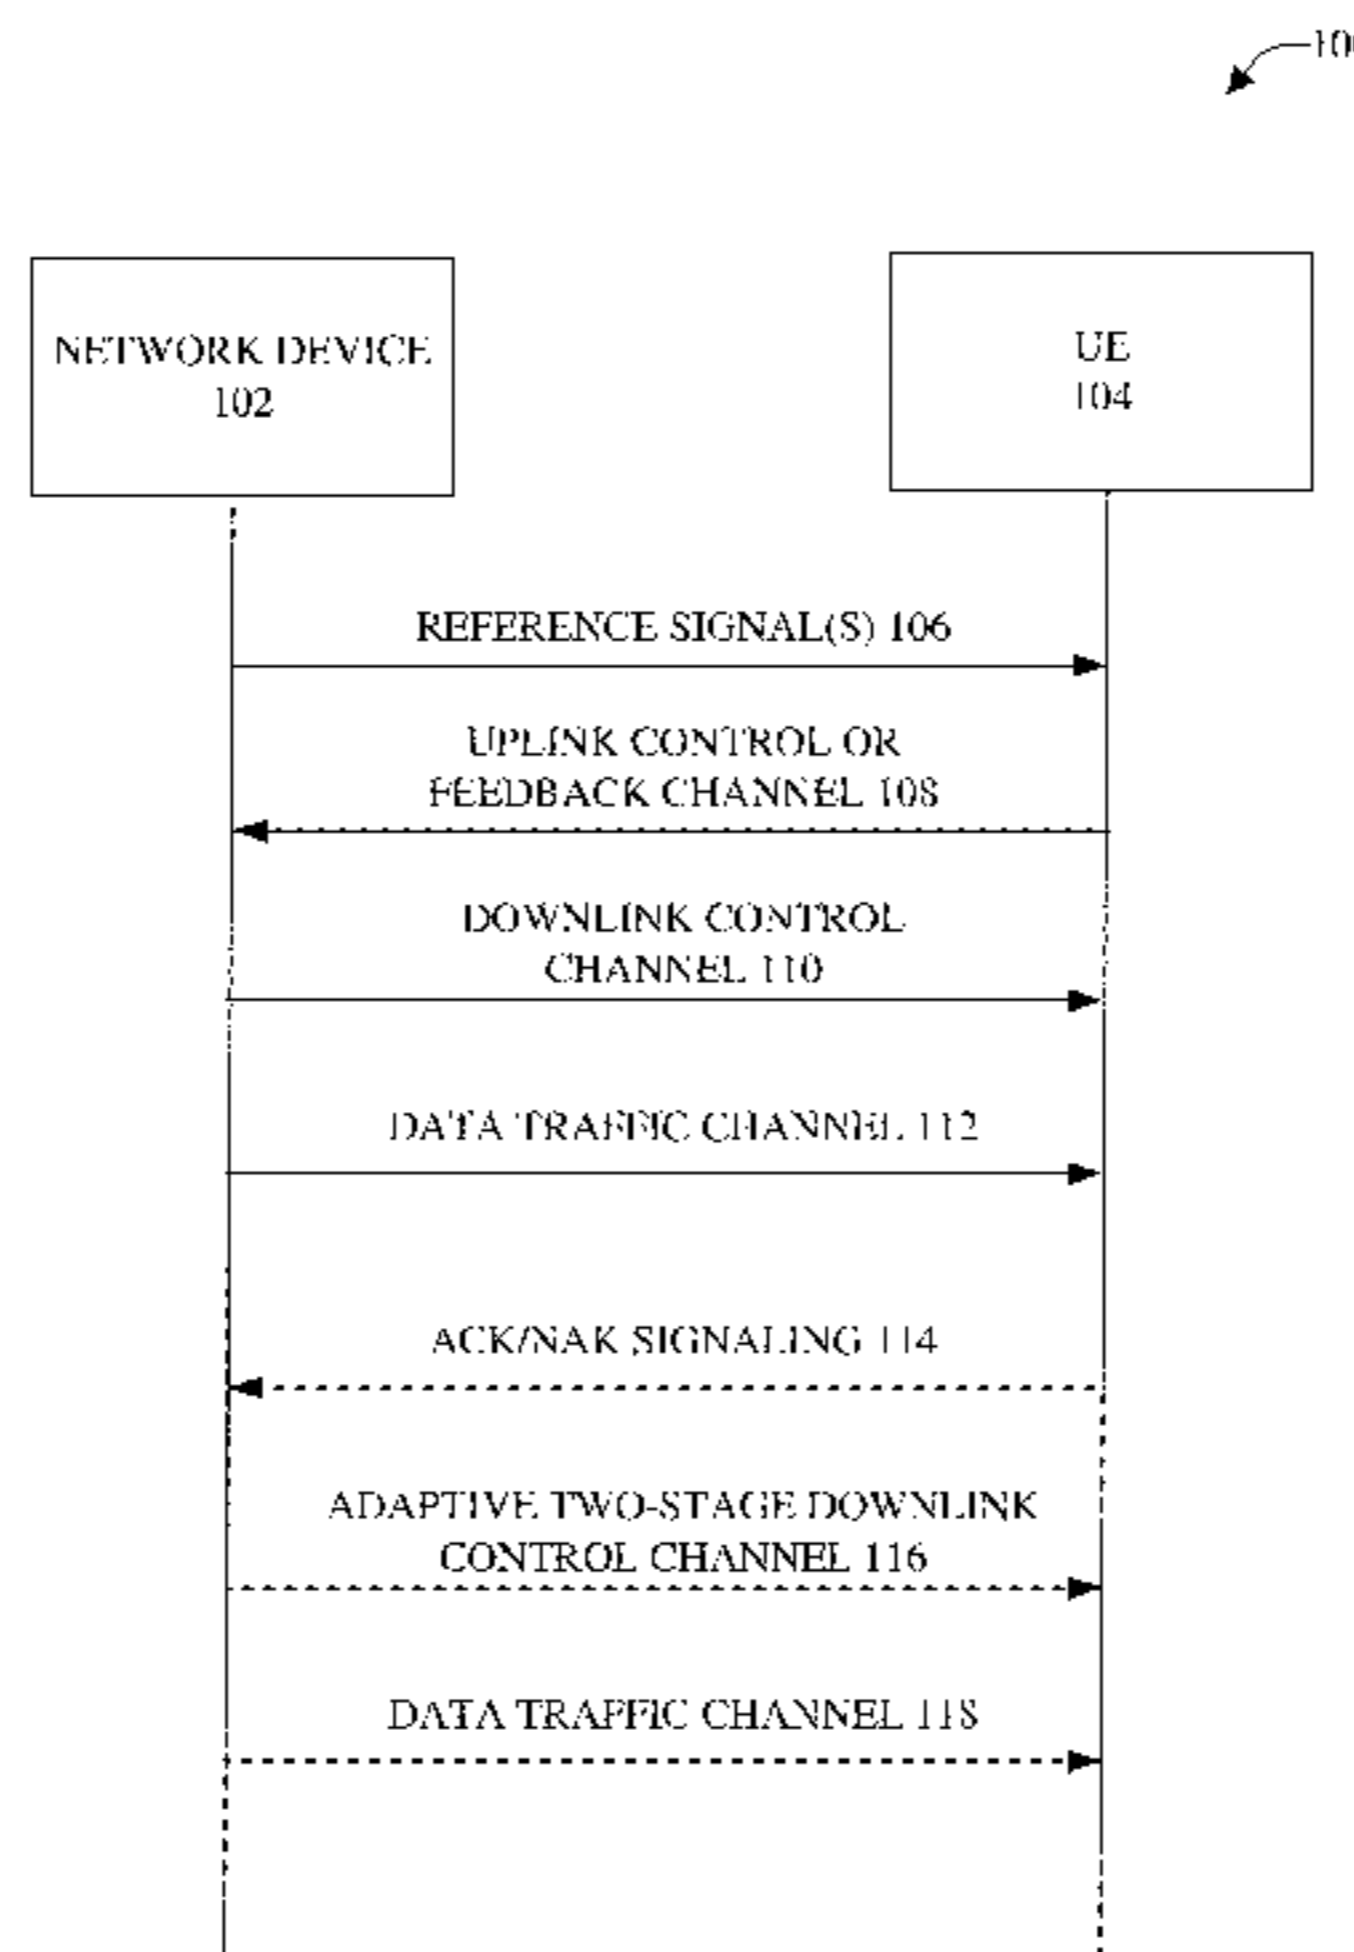 NETWORK DEVICE
102
UE
104
REFERENCE SIGNAL(S) 106
UPLINK CONTROL OR
FEEDBACK CHANNEL 108
DOWNLINK CONTROL
CHANNEL 110
DATA TRAFFIC CHANNEL 112
ACK/NAK SIGNALING 114
ADAPTIVE TWO-STAGE DOWNLINK
CONTROL CHANNEL 116
DATA TRAFFIC CHANNEL 118